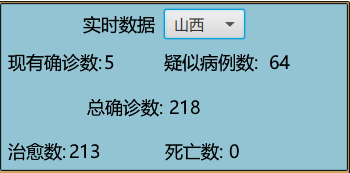 实时数据 山西
现有确诊数:5 疑似病例数: 64
总确诊数: 218
治愈数:213 死亡数: 0